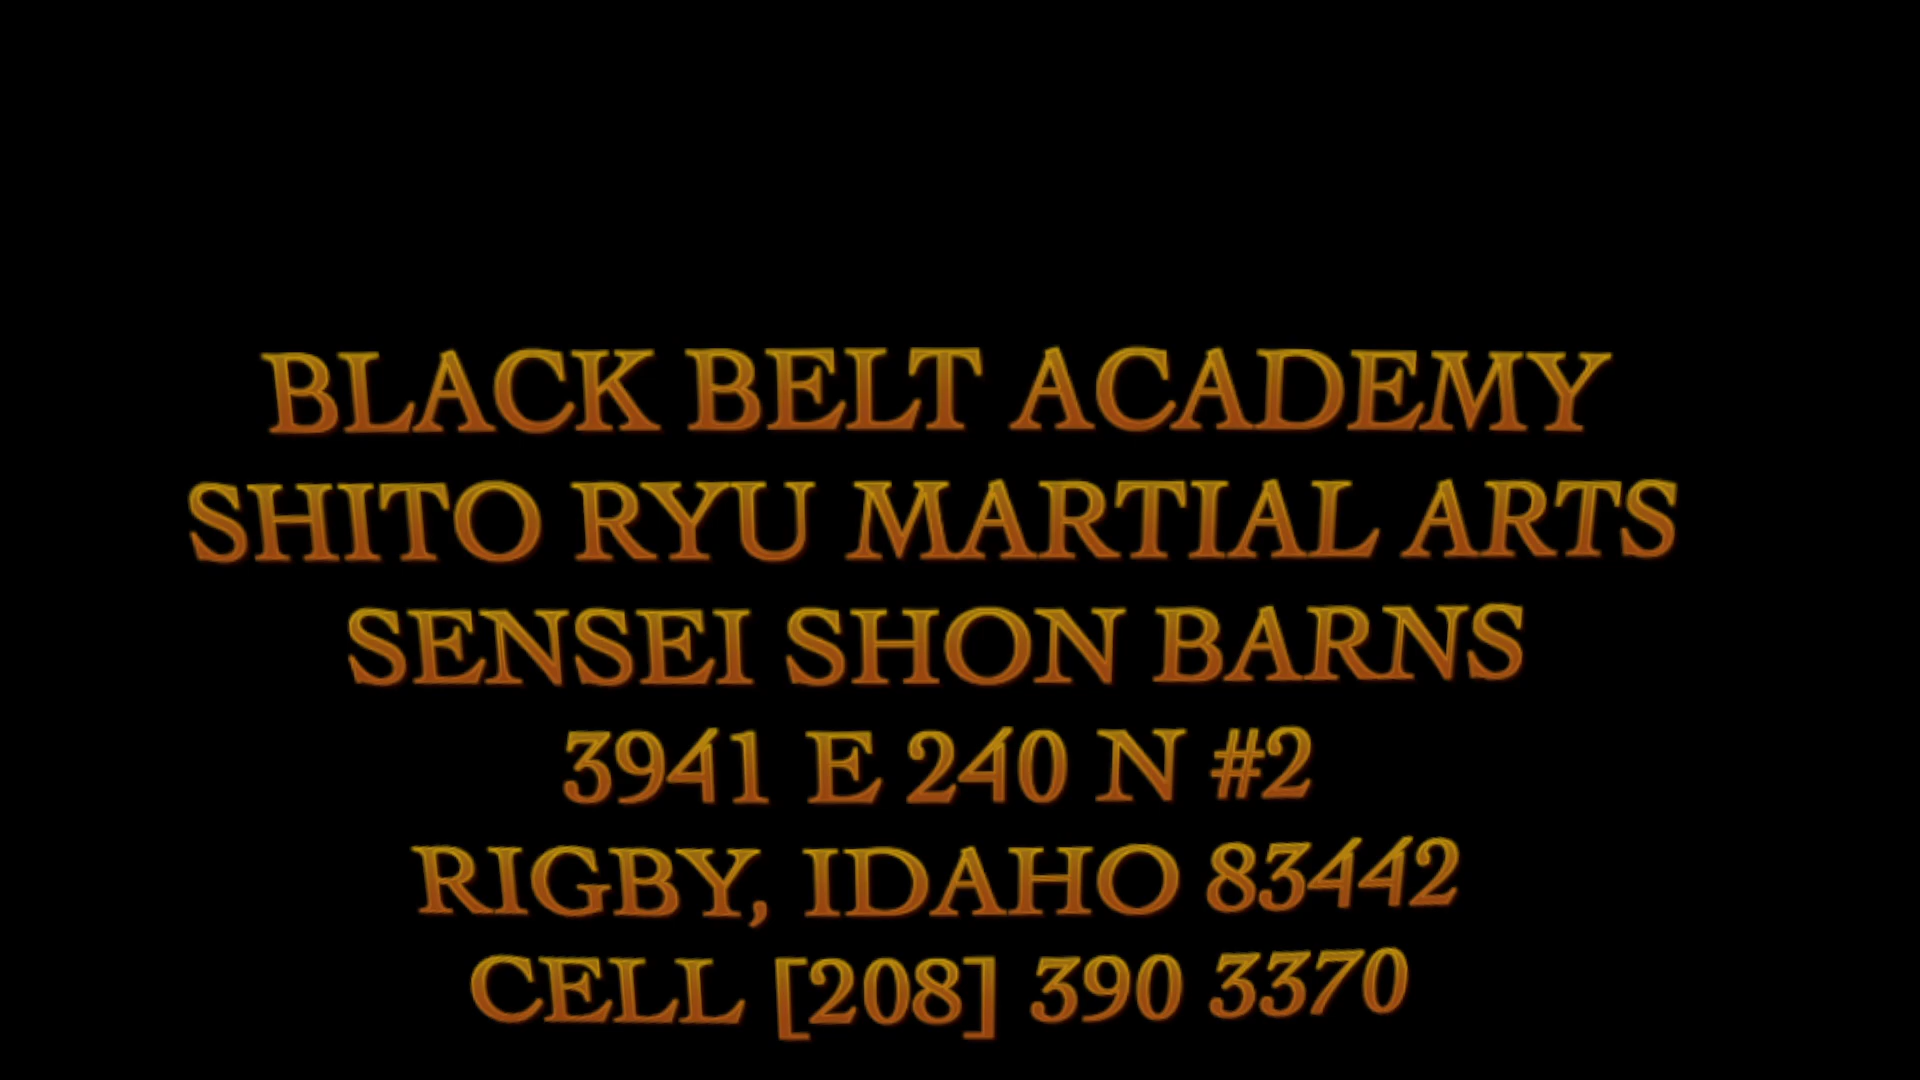 BLACK BELT ACADEMY
SHITO RYU MARTIAL ARTS
SENSEI SHON BARNS
3941 E 240 N #2
RIGBY, IDAHO 83442
CELL [208] 390 3370